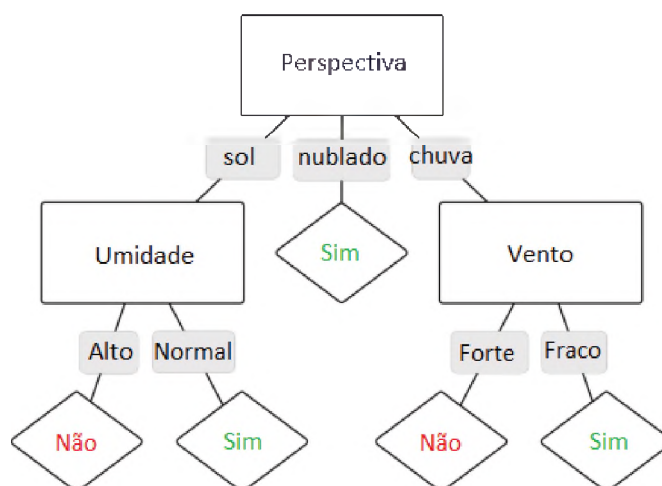 Perspectiva
sol
nublado
chuva
Umidade
Sim
Vento
Alto
Normal
Forte
Fraco
Não
Sim
Não
Sim